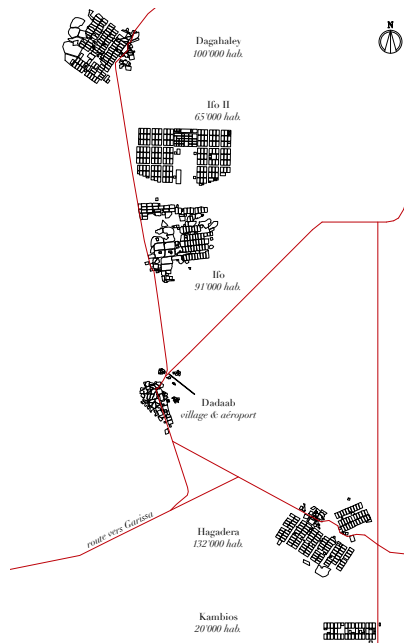 N
Dagahaley
100'000 hab.
Ifo II
65'000 hab.
Ifo
91'000 hab.
Dadaab
village & aéroport
route vers Garissa
Hagadera
132'000 hab.
Kambios
20'000 hab.